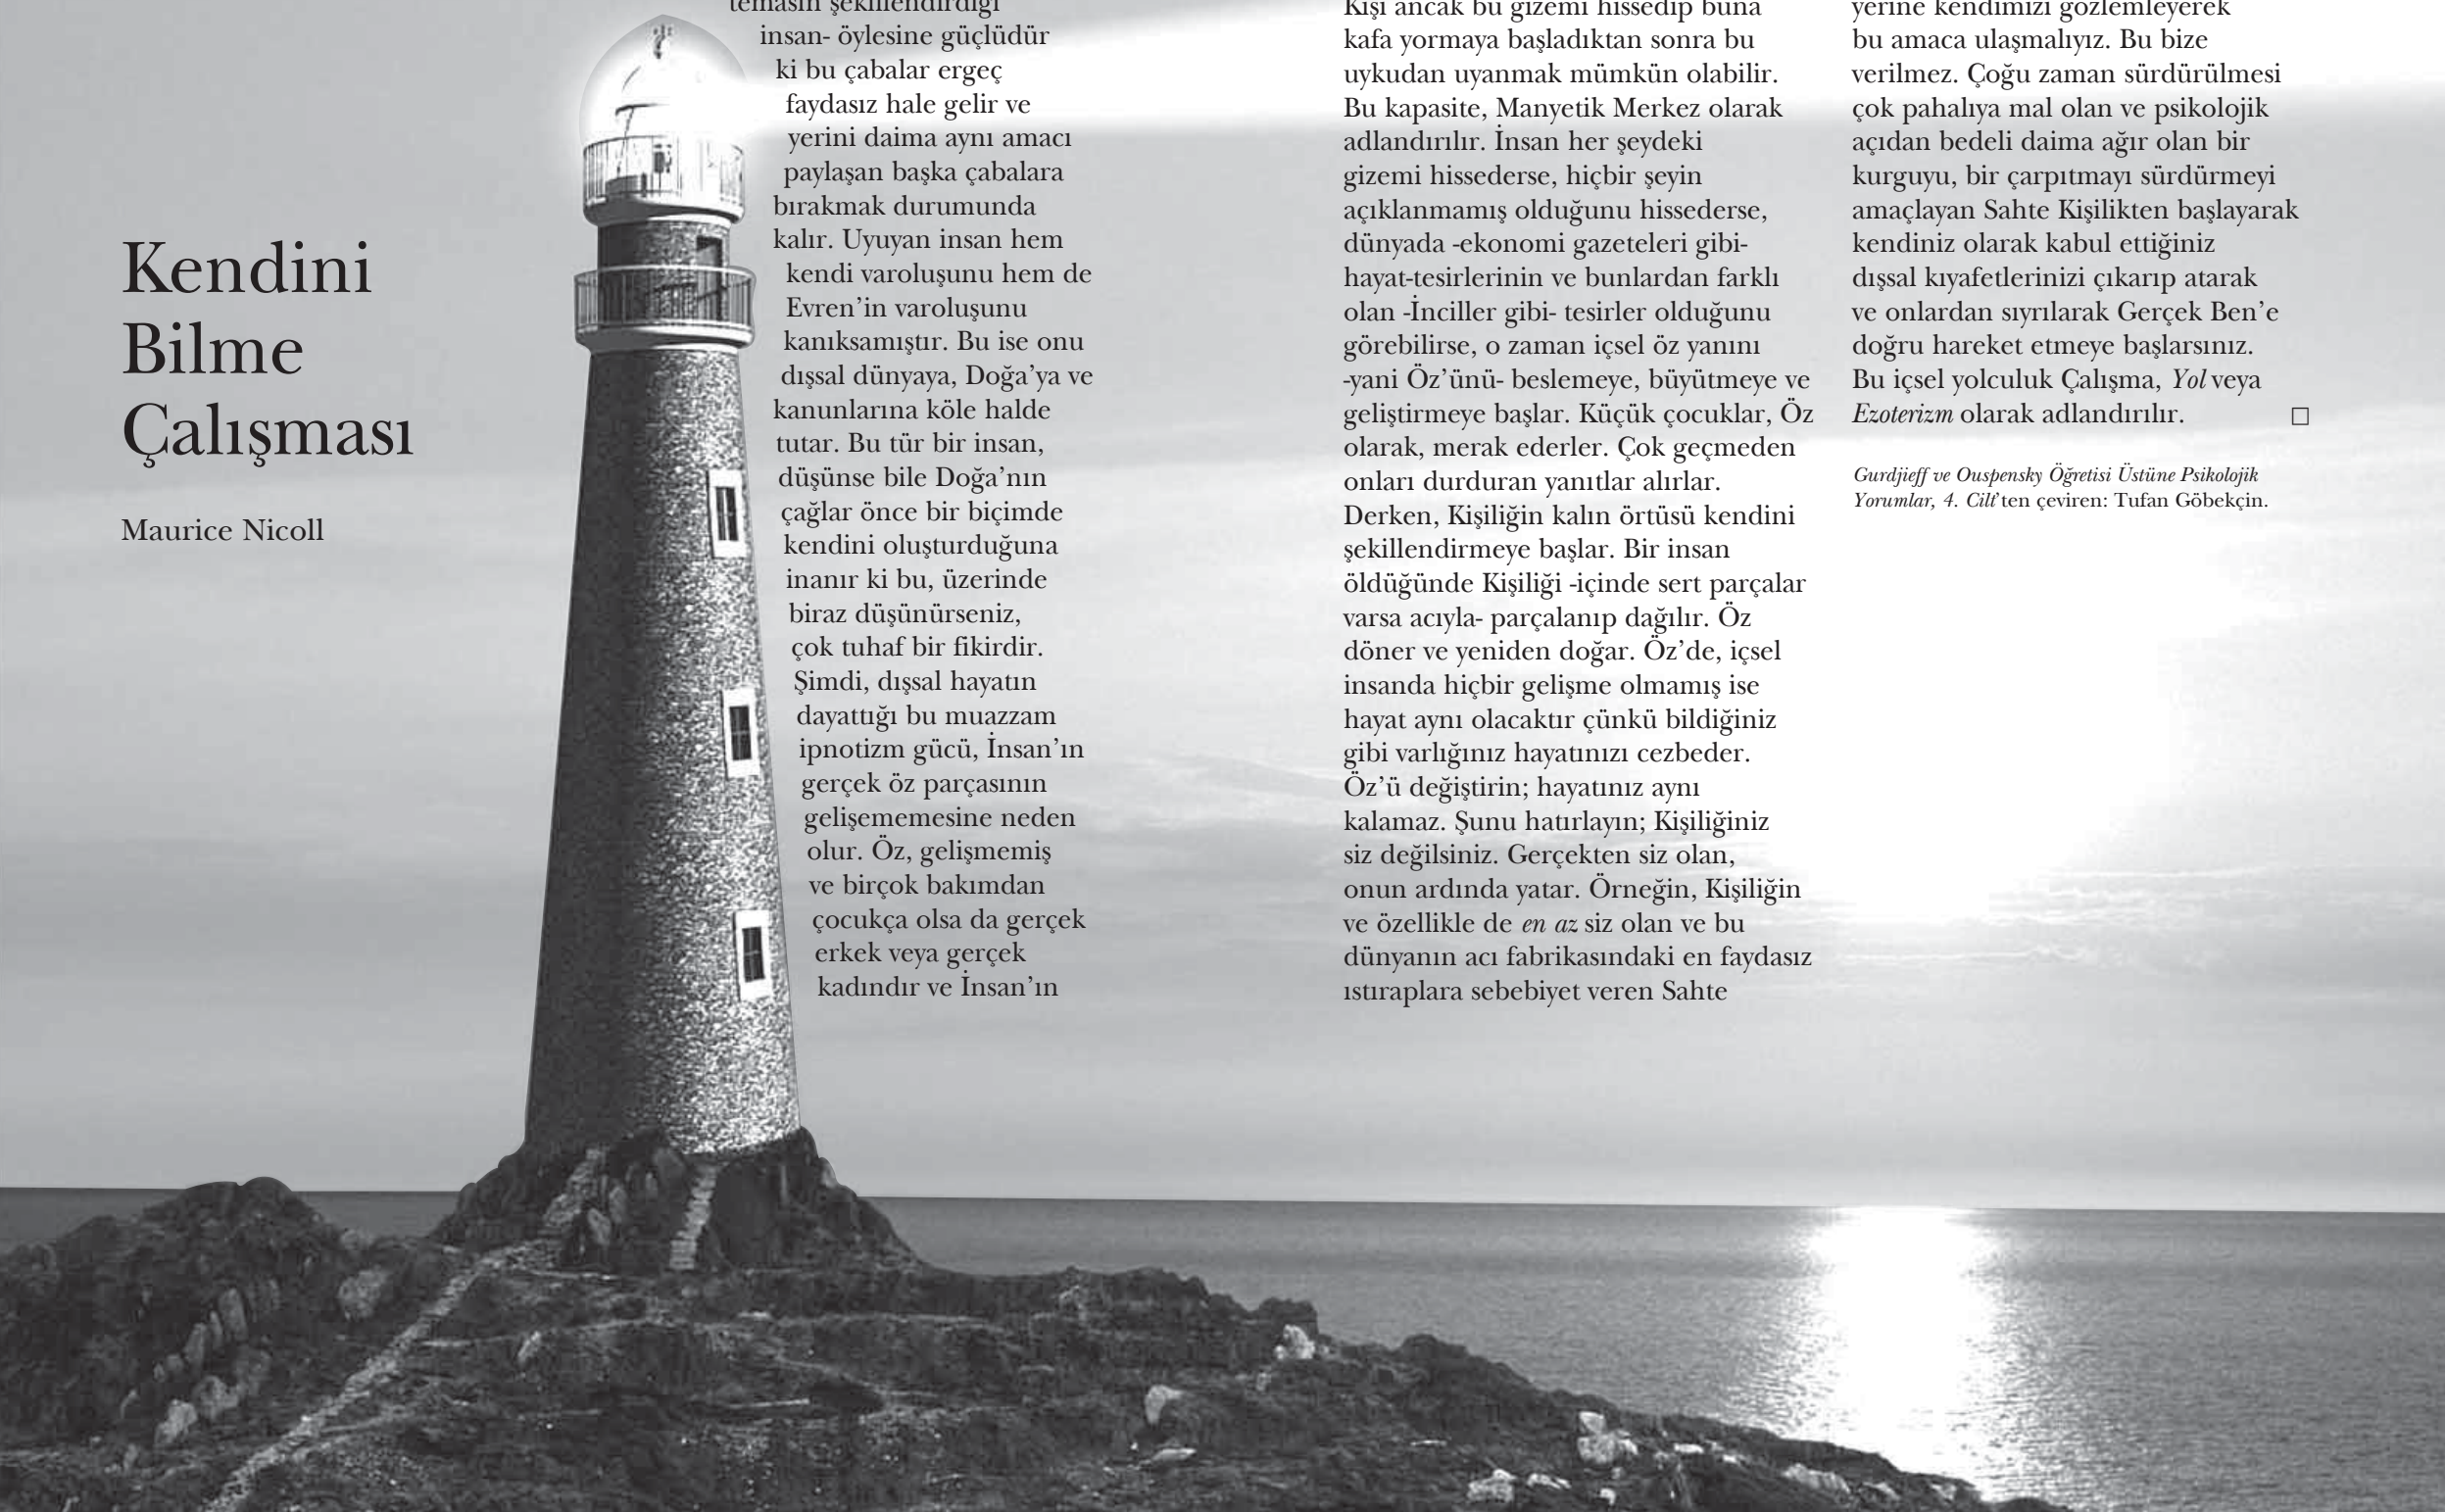 Kendini
Bilme
Çalışması
Maurice Nicoll
temasın şekillendirdiği
insan- öylesine güçlüdür
ki bu çabalar ergeç
faydasız hale gelir ve
yerini daima aynı amacı
paylaşan başka çabalara
bırakmak durumunda
kalır. Uyuyan insan hem
kendi varoluşunu hem de
Evren’in varoluşunu
kanıksamıştır. Bu ise onu
dışsal dünyaya, Doğa’ya ve
kanunlarına köle halde
tutar. Bu tür bir insan,
düşünse bile Doğa’nın
çağlar önce bir biçimde
kendini oluşturduğuna
inanır ki bu, üzerinde
biraz düşünürseniz,
çok tuhaf bir fikirdir.
Şimdi, dışsal hayatın
dayattığı bu muazzam
ipnotizm gücü, İnsan’ın
gerçek öz parçasının
gelişememesine neden
olur. Öz, gelişmemiş
ve birçok bakımdan
çocukça olsa da gerçek
erkek veya gerçek
kadındır ve İnsan’ın
Kişi ancak bu gizemi hissedip buna
kafa yormaya başladıktan sonra bu
uykudan uyanmak mümkün olabilir.
Bu kapasite, Manyetik Merkez olarak
adlandırılır. İnsan her şeydeki
gizemi hissederse, hiçbir şeyin
açıklanmamış olduğunu hissederse,
dünyada -ekonomi gazeteleri gibi-
hayat-tesirlerinin ve bunlardan farklı
olan -İnciller gibi- tesirler olduğunu
görebilirse, o zaman içsel öz yanını
-yani Öz’ünü- beslemeye, büyütmeye ve
geliştirmeye başlar. Küçük çocuklar, Öz
olarak, merak ederler. Çok geçmeden
onları durduran yanıtlar alırlar.
Derken, Kişiliğin kalın örtüsü kendini
şekillendirmeye başlar. Bir insan
öldüğünde Kişiliği -içinde sert parçalar
varsa acıyla- parçalanıp dağılır. Öz
döner ve yeniden doğar. Öz’de, içsel
insanda hiçbir gelişme olmamış ise
hayat aynı olacaktır çünkü bildiğiniz
gibi varlığınız hayatınızı cezbeder.
Öz’ü değiştirin; hayatınız aynı
kalamaz. Şunu hatırlayın; Kişiliğiniz
siz değilsiniz. Gerçekten siz olan,
onun ardında yatar. Örneğin, Kişiliğin
ve özellikle de en az siz olan ve bu
dünyanın acı fabrikasındaki en faydasız
ıstıraplara sebebiyet veren Sahte
yerine kendimizi gözlemleyerek
bu amaca ulaşmalıyız. Bu bize
verilmez. Çoğu zaman sürdürülmesi
çok pahalıya mal olan ve psikolojik
açıdan bedeli daima ağır olan bir
kurguyu, bir çarpıtmayı sürdürmeyi
amaçlayan Sahte Kişilikten başlayarak
kendiniz olarak kabul ettiğiniz
dışsal kıyafetlerinizi çıkarıp atarak
ve onlardan sıyrılarak Gerçek Ben’e
doğru hareket etmeye başlarsınız.
Bu içsel yolculuk Çalışma, Yol veya
Ezoterizm olarak adlandırılır. □
Gurdjieff ve Ouspensky Öğretisi Üstüne Psikolojik
Yorumlar, 4. Cilt’ten çeviren: Tufan Göbekçin.